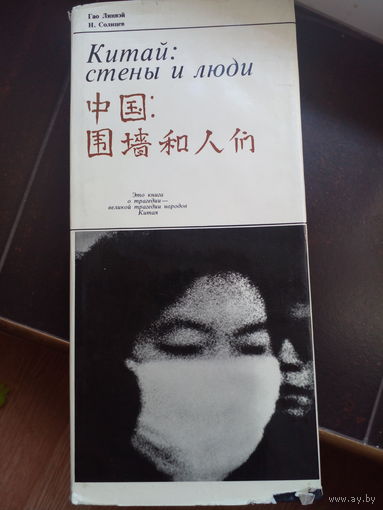 Гао Линвэй
Н. Солнцев
Китай:
стены и люди
中国:
围墙和人们
Это книга
о трагедии —
великой трагедии народов
Китая
www.ay.by